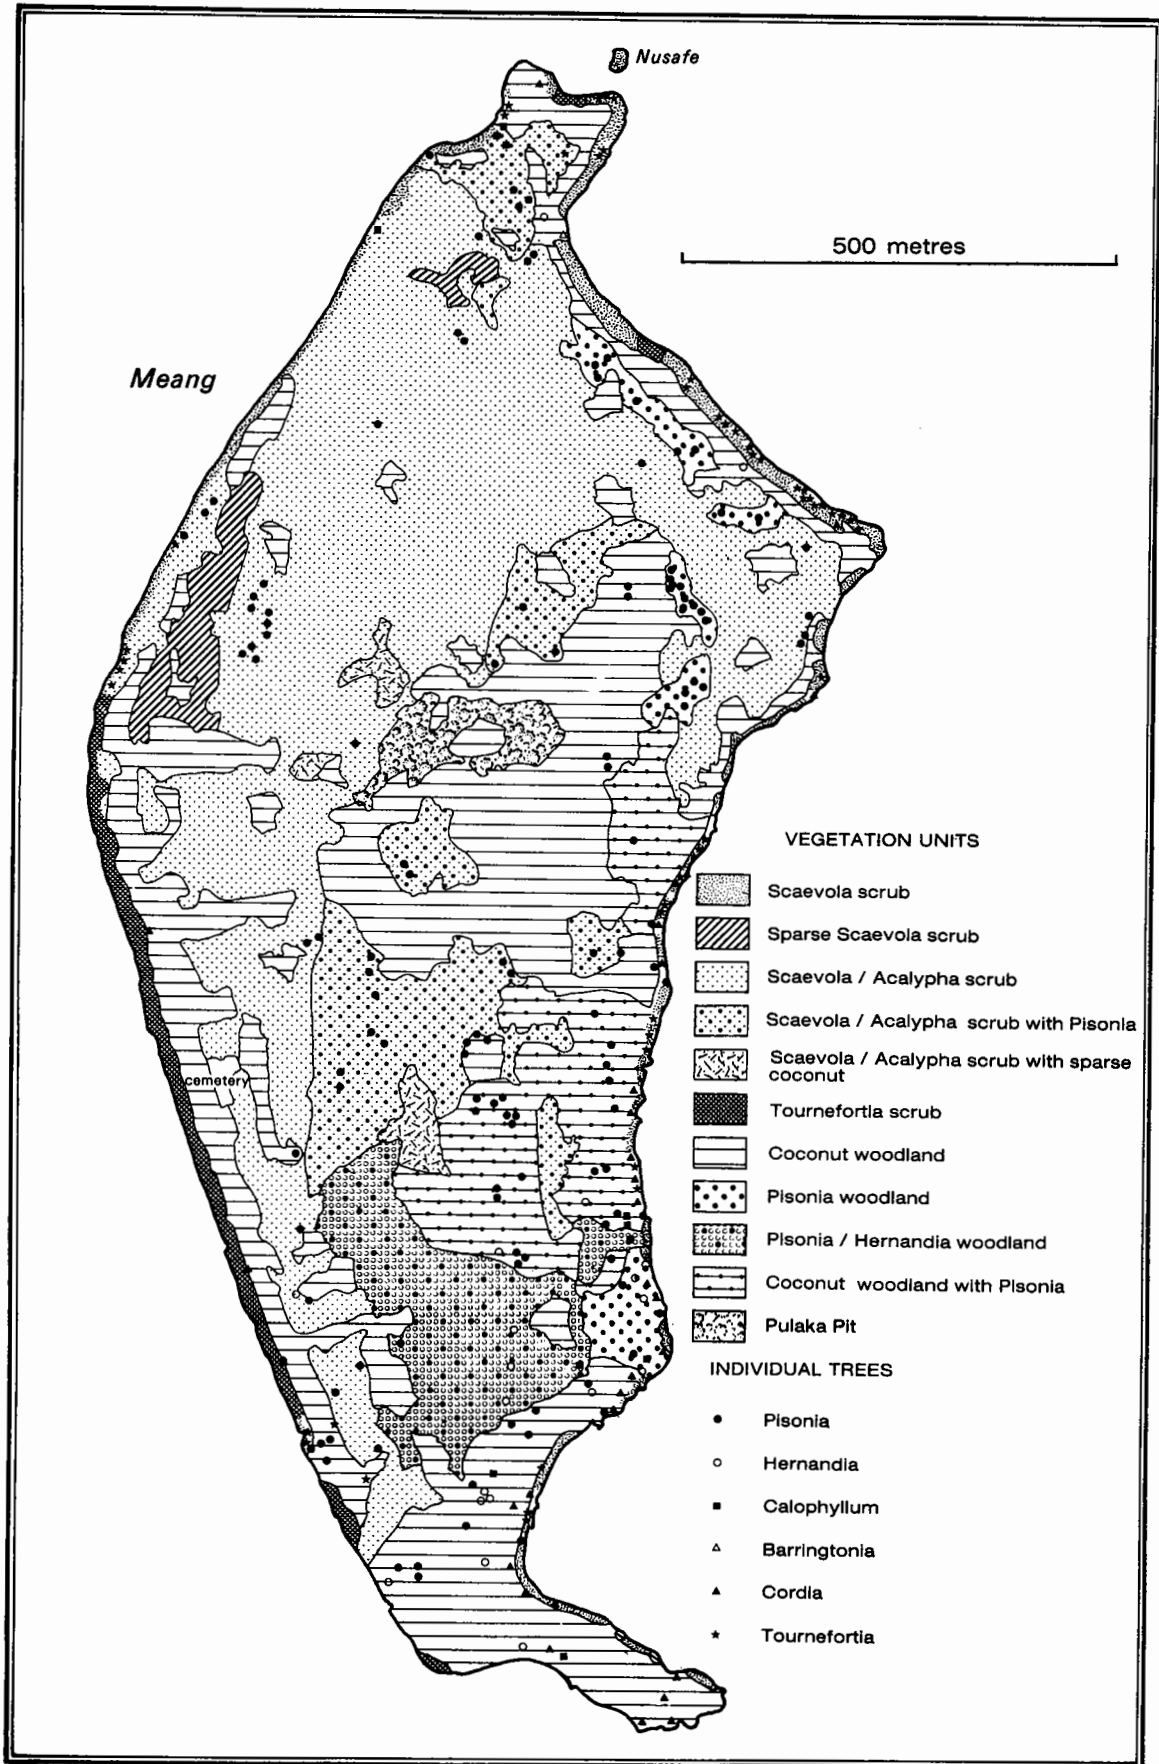 Nusafe
500 metres
Meang
cemetery
VEGETATION UNITS
Scaevola scrub
Sparse Scaevola scrub
Scaevola / Acalypha scrub
Scaevola / Acalypha scrub with Pisonia
Scaevola / Acalypha scrub with sparse
coconut
Tournefortia scrub
Coconut woodland
Pisonia woodland
Pisonia / Hernandia woodland
Coconut woodland with Pisonia
Pulaka Pit
INDIVIDUAL TREES
Pisonia
Hernandia
Calophyllum
Barringtonia
Cordia
Tournefortia